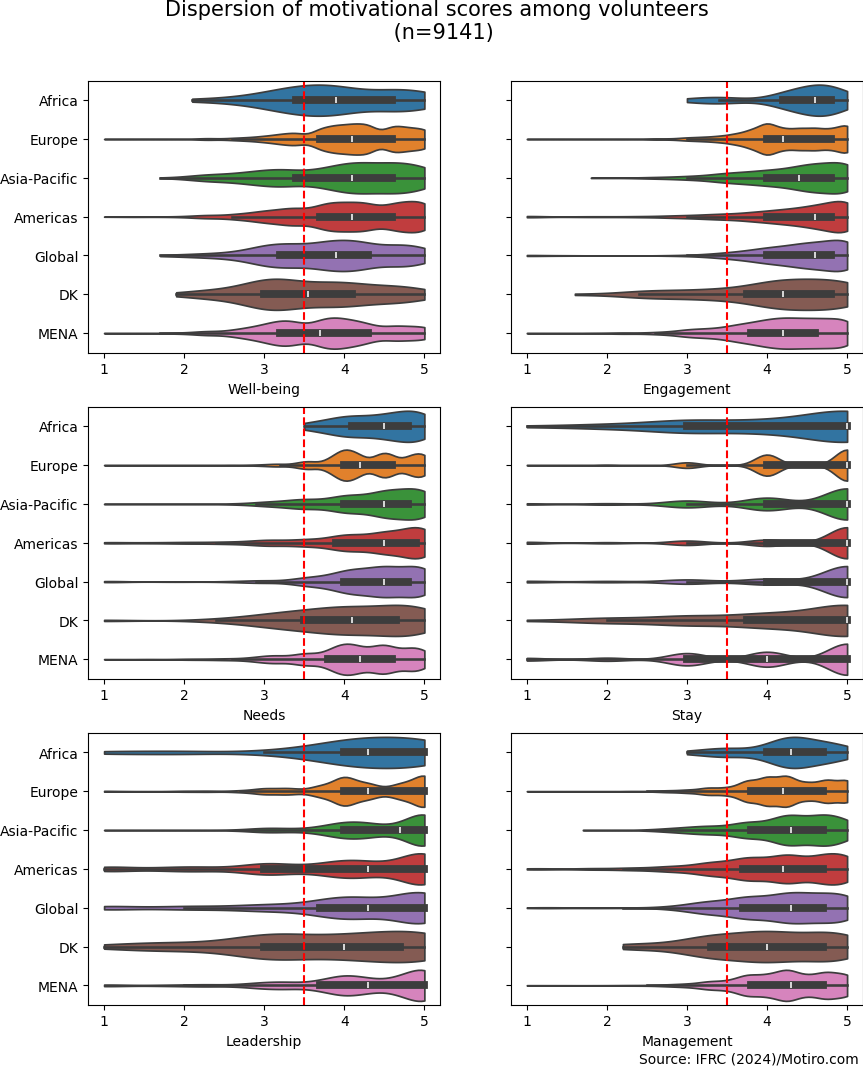 Dispersion of motivational scores among volunteers
(n=9141)
Africa
Europe
Asia-Pacific
Americas
Global
DK
MENA
1 2 3 4 5
1 2 3 4 5
Well-being
Engagement
Africa
Europe
Asia-Pacific
Americas
Global
DK
MENA
1 2 3 4 5
1 2 3 4 5
Needs
Stay
Africa
Europe
Asia-Pacific
Americas
Global
DK
MENA
1 2 3 4 5
1 2 3 4 5
Leadership
Management
Source: IFRC (2024)/Motiro.com